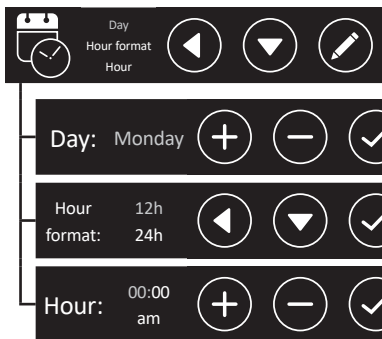 Day
Hour format
Hour
Day: Monday
Hour format: 12h 24h
Hour: 00:00 am